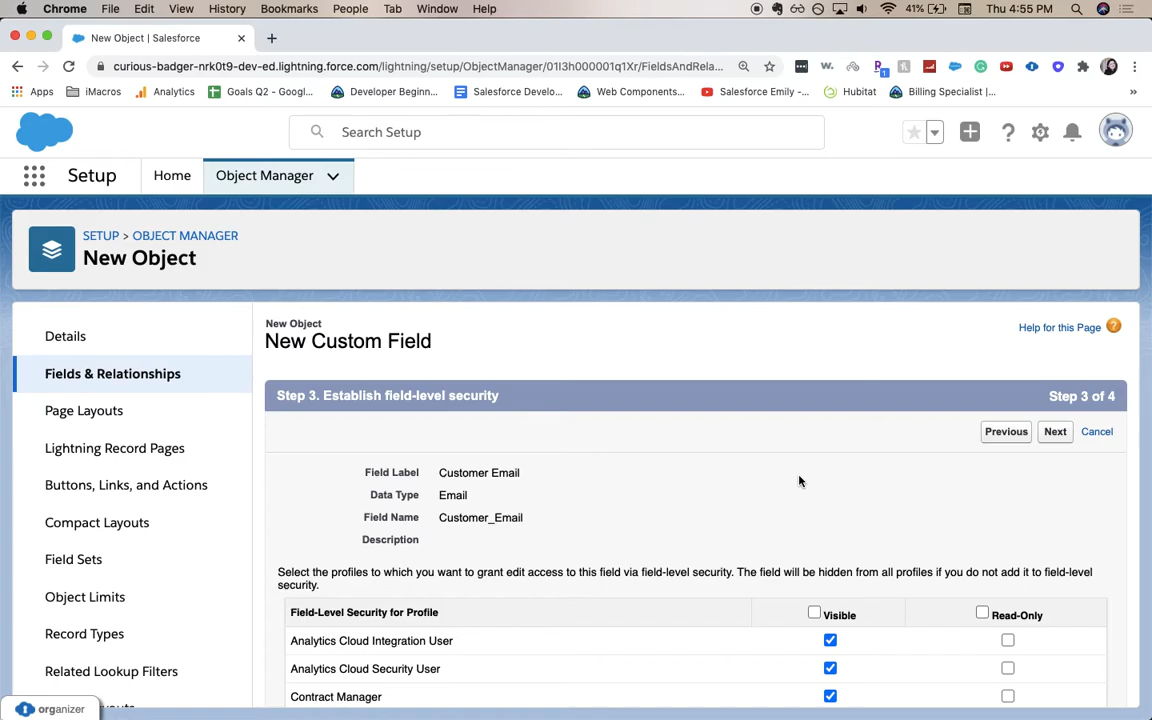 Chrome File Edit View History Bookmarks People Tab Window Help 41% Thu 4:55 PM
New Object | Salesforce
curious-badger-nrk0t9-dev-ed.lightning.force.com/lightning/setup/ObjectManager/01I3h000001q1Xr/FieldsAndRela...
Apps iMacros Analytics Goals Q2 - Googl... Developer Beginn... Salesforce Develo... Web Components... Salesforce Emily -... Hubitat Billing Specialist |... »
Search Setup
Setup Home Object Manager
SETUP > OBJECT MANAGER
New Object
Details
Fields & Relationships
Page Layouts
Lightning Record Pages
Buttons, Links, and Actions
Compact Layouts
Field Sets
Object Limits
Record Types
Related Lookup Filters
organizer
New Object
New Custom Field
Help for this Page ?
Step 3. Establish field-level security Step 3 of 4
Previous Next Cancel
Field Label Customer Email
Data Type Email
Field Name Customer_Email
Description
Select the profiles to which you want to grant edit access to this field via field-level security. The field will be hidden from all profiles if you do not add it to field-level
security.
Field-Level Security for Profile Visible Read-Only
Analytics Cloud Integration User
Analytics Cloud Security User
Contract Manager